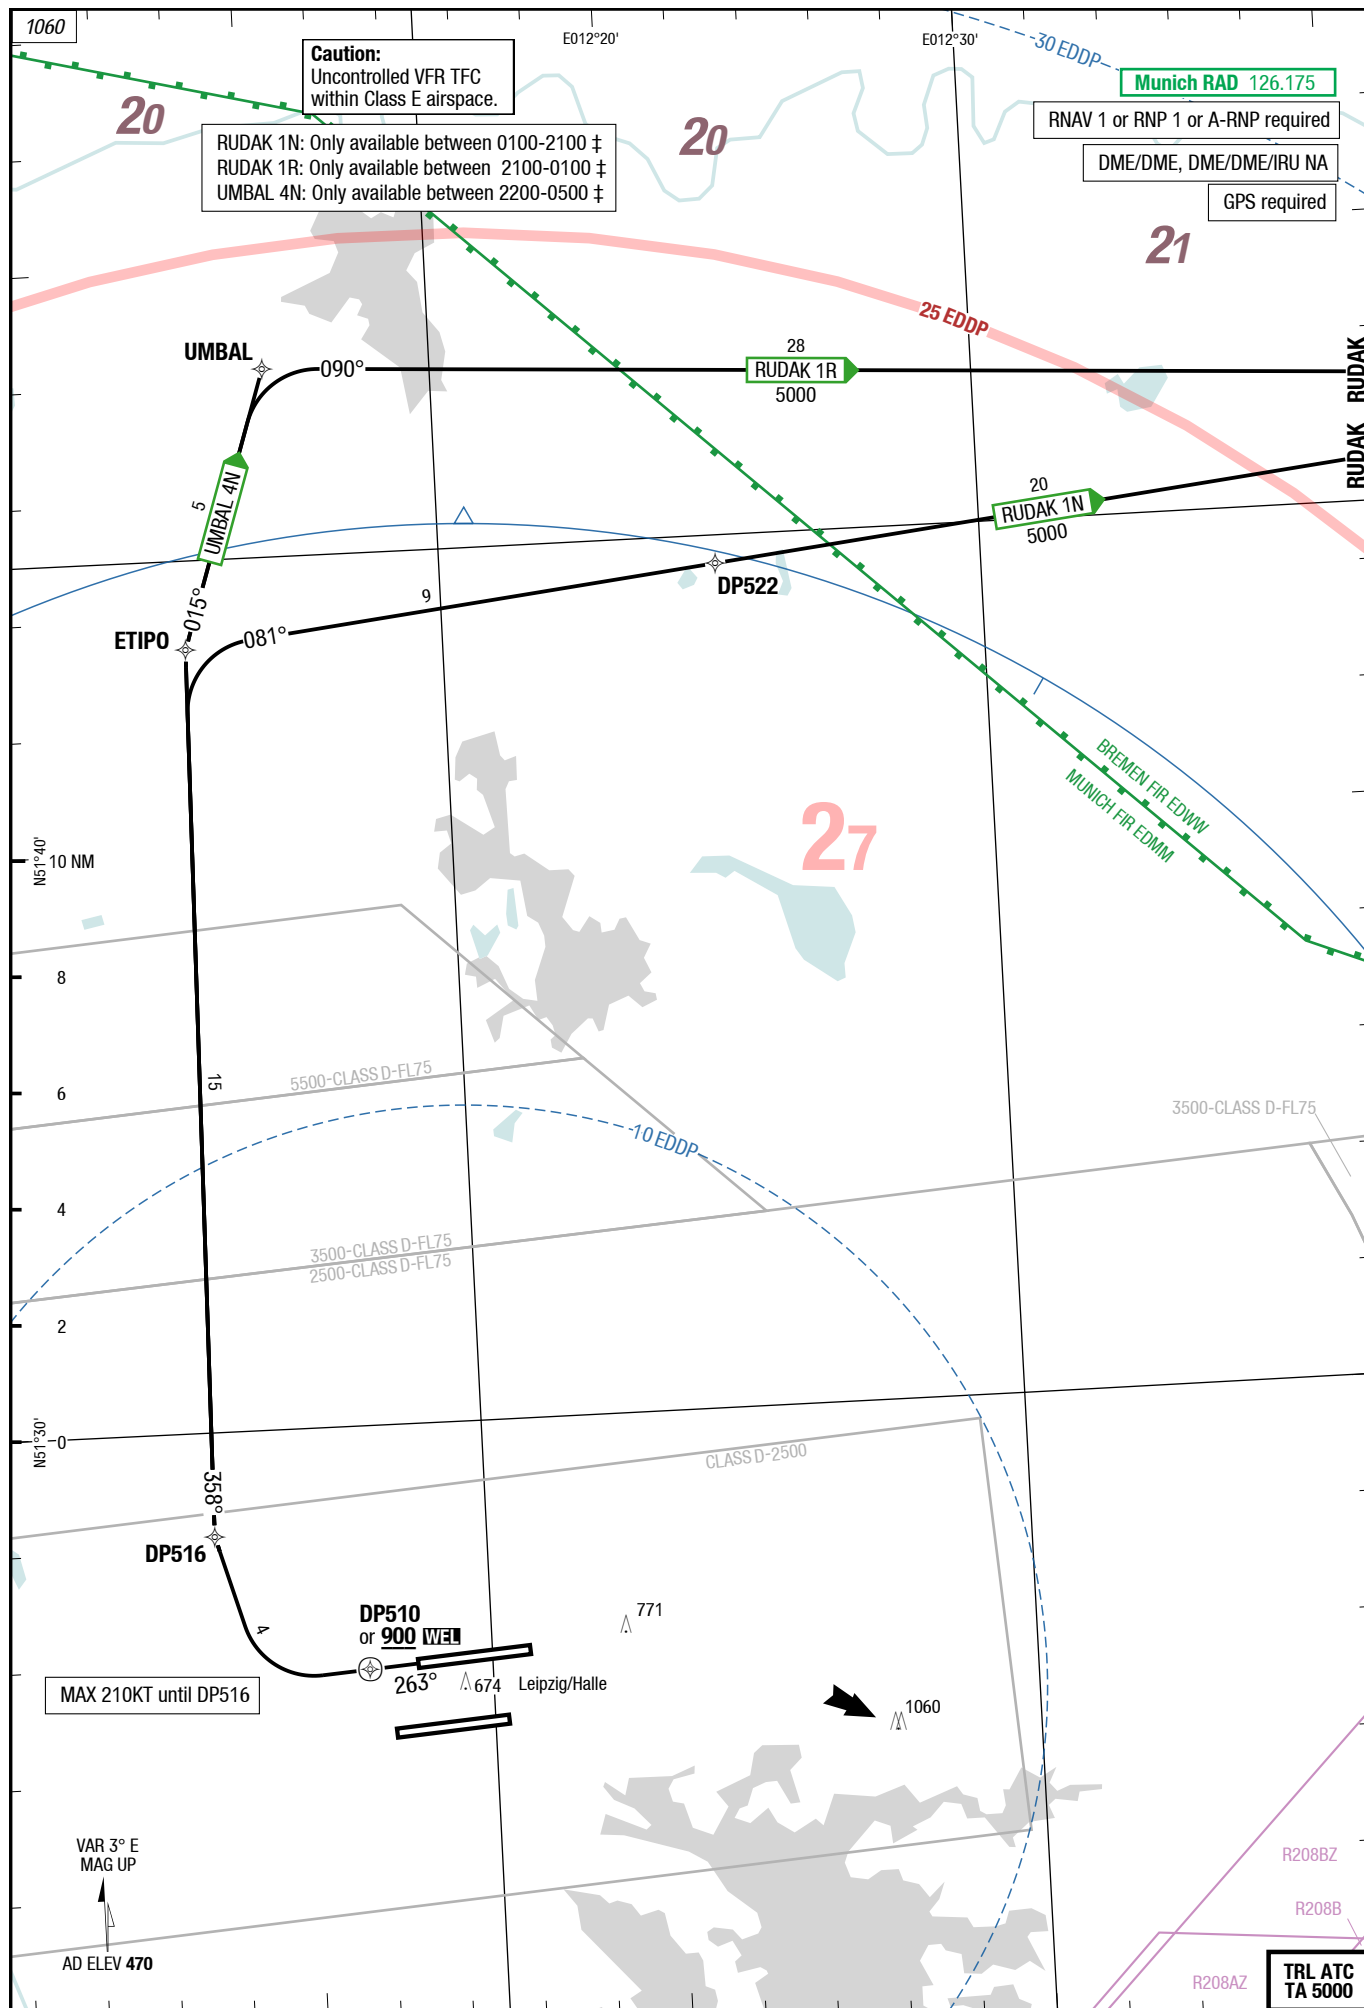 1060
Caution:
Uncontrolled VFR TFC
within Class E airspace.
E012°20'
E012°30'
30 EDDP
Munich RAD 126.175
RNAV 1 or RNP 1 or A-RNP required
DME/DME, DME/DME/IRU NA
GPS required
20
20
21
RUDAK 1N: Only available between 0100-2100 ‡
RUDAK 1R: Only available between 2100-0100 ‡
UMBAL 4N: Only available between 2200-0500 ‡
25 EDDP
UMBAL
090°
28
RUDAK 1R
5000
RUDAK
RUDAK
5
UMBAL 4N
015°
20
RUDAK 1N
5000
DP522
9
ETIPO
081°
BREMEN FIR EDWW
MUNICH FIR EDMM
27
N51°40'
10 NM
8
6
4
2
0
N51°30'
15
5500-CLASS D-FL75
10 EDDP
3500-CLASS D-FL75
3500-CLASS D-FL75
2500-CLASS D-FL75
CLASS D-2500
358°
DP516
4
DP510
or 900 WEL
263°
771
674
Leipzig/Halle
1060
MAX 210KT until DP516
VAR 3° E
MAG UP
AD ELEV 470
R208BZ
R208B
R208AZ
TRL ATC
TA 5000